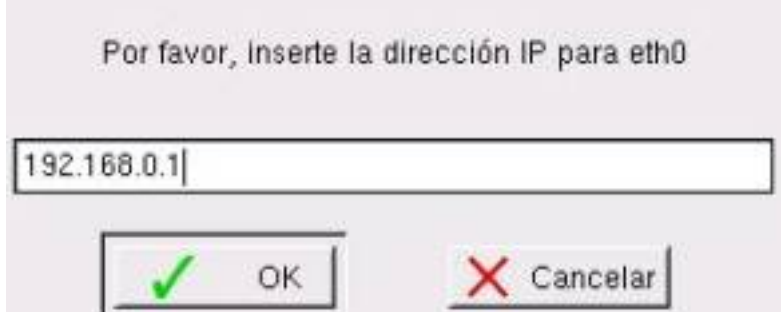 Por favor, inserte la dirección IP para eth0
192.168.0.1
OK
Cancelar